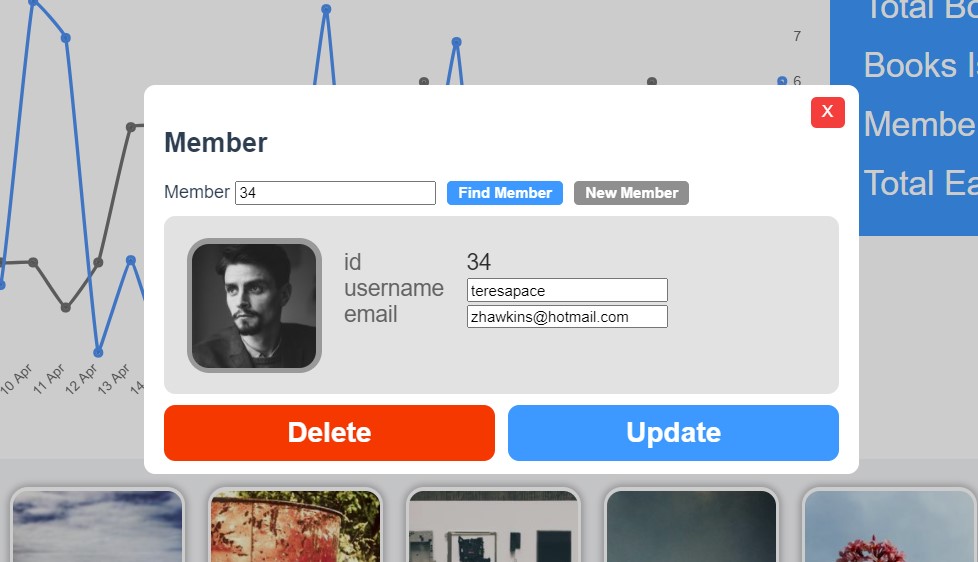 Total Bo
7
Books Is
6
X
Member
Membe
Member 34 Find Member New Member
Total Ea
id 34
username teresapace
email zhawkins@hotmail.com
10 Apr
11 Apr
12 Apr
13 Apr
14
Delete Update